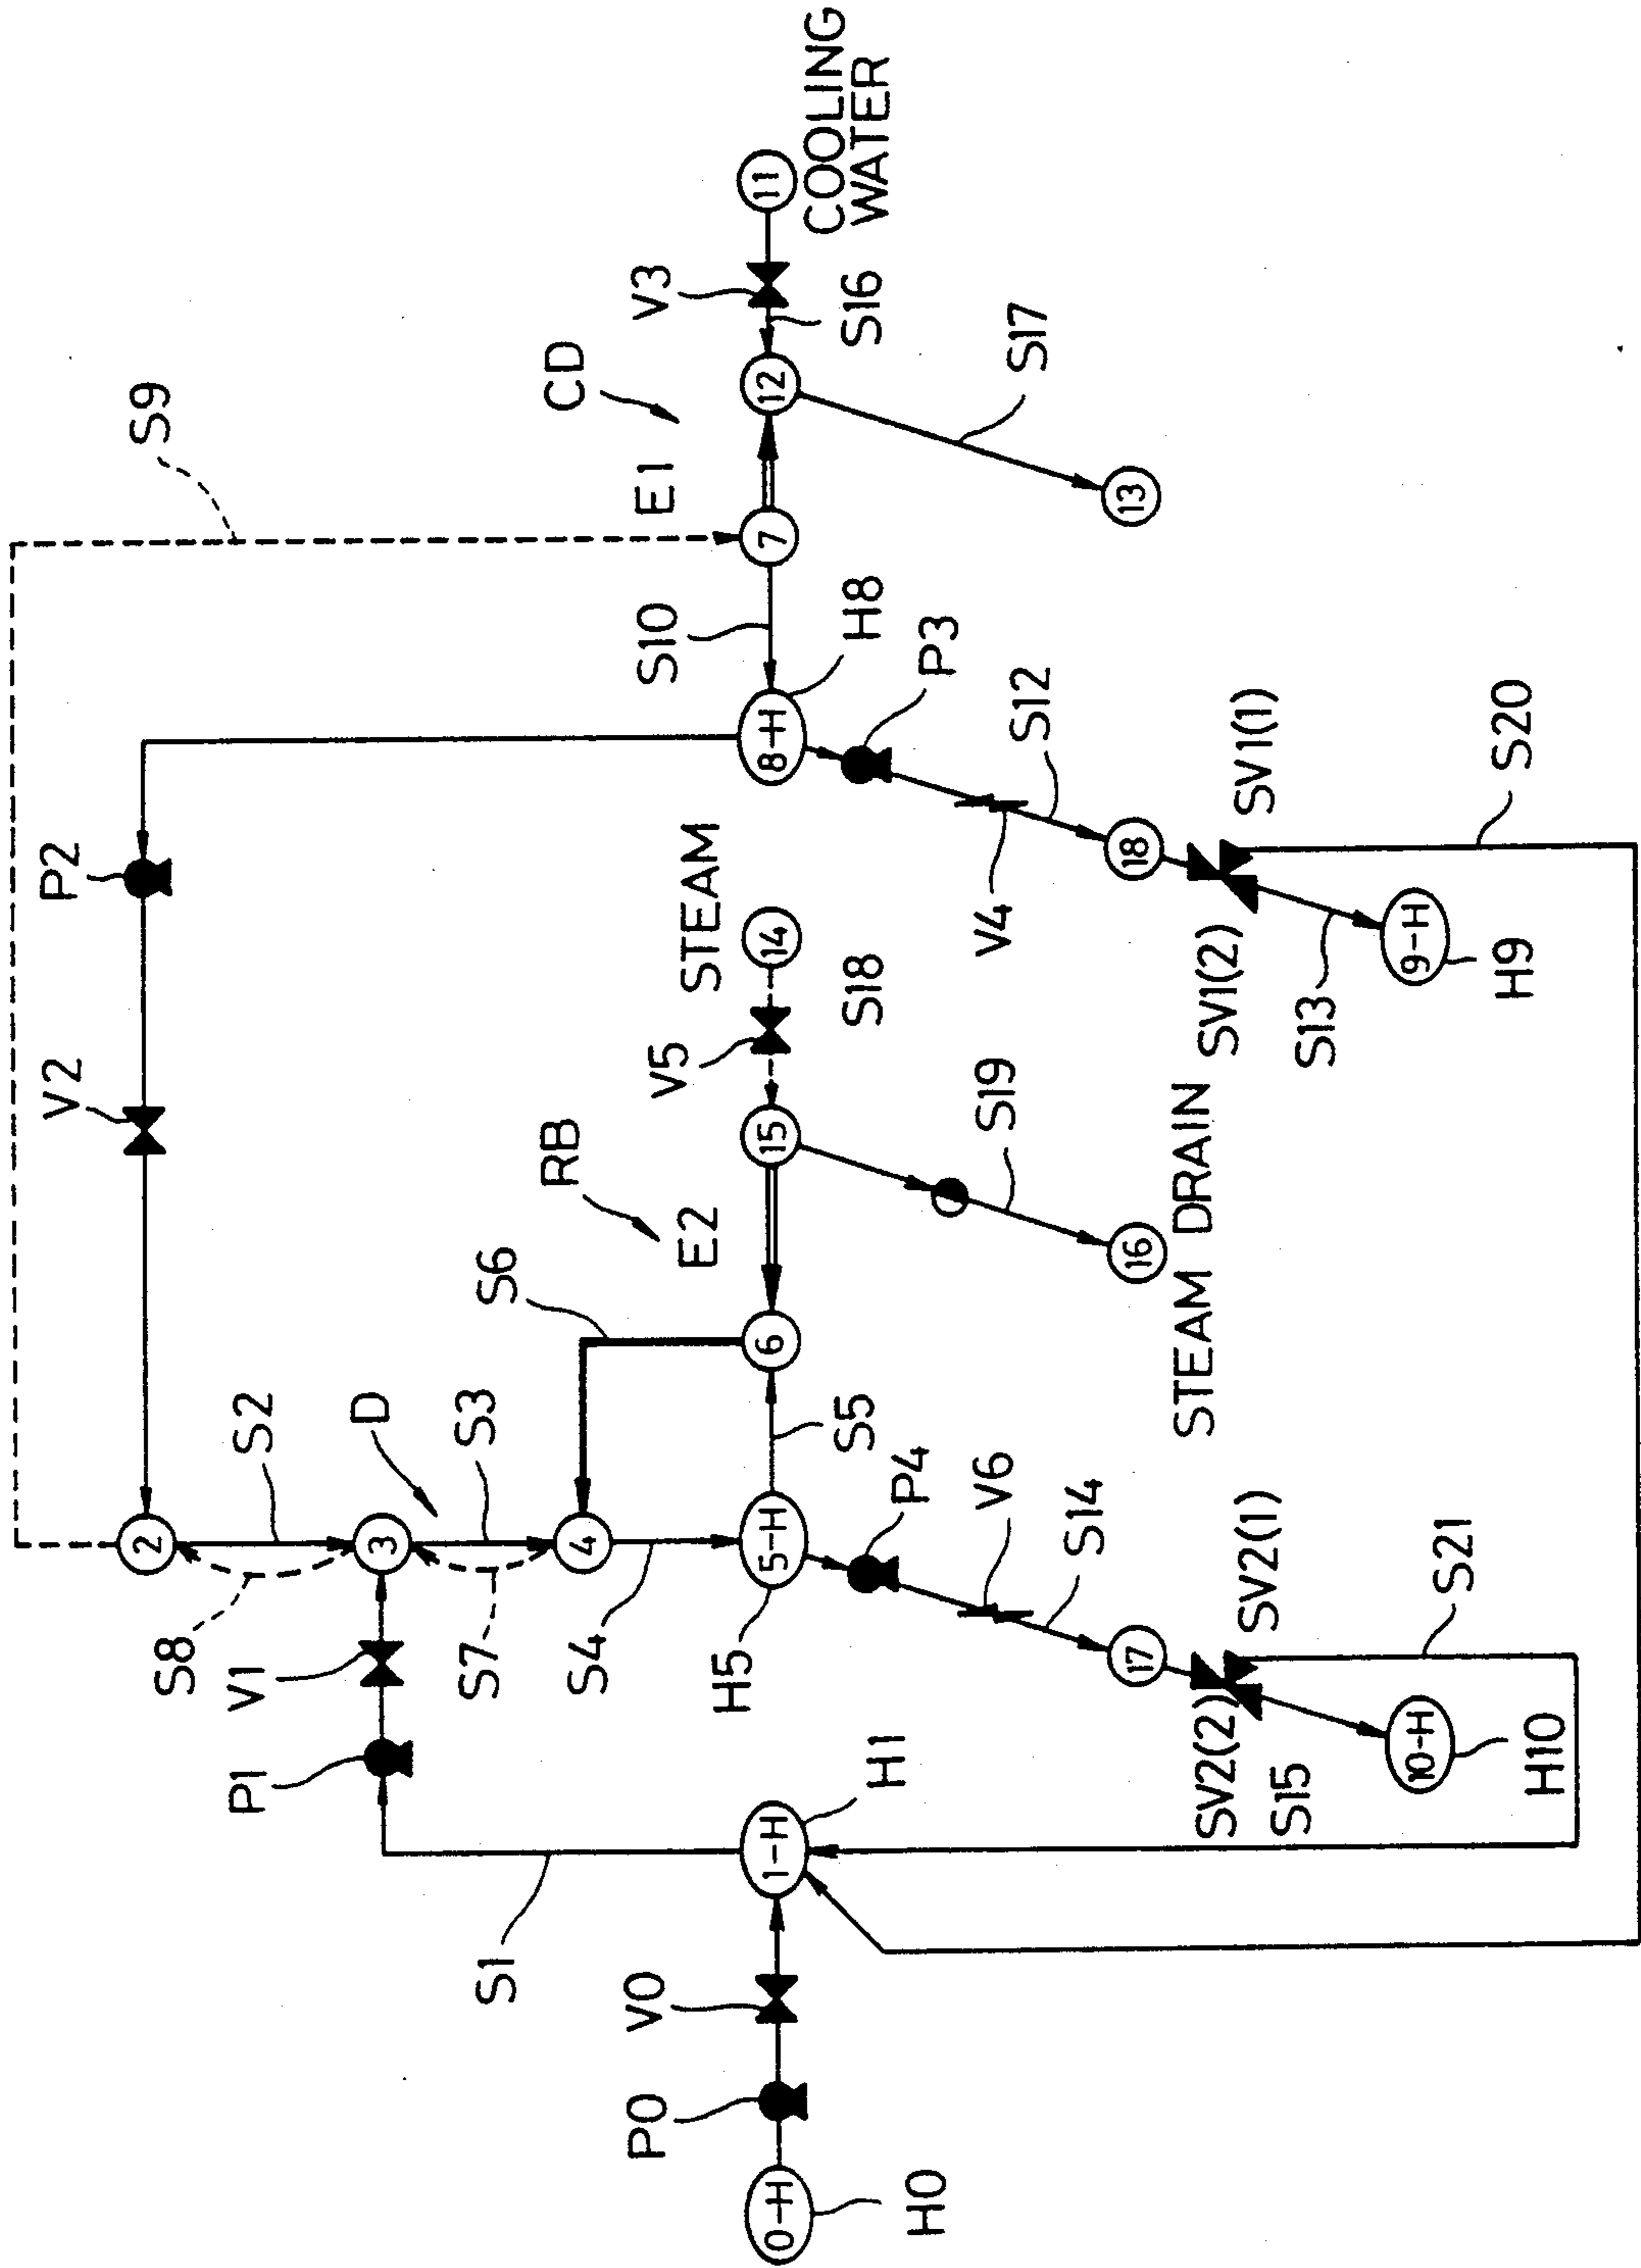 V2
P2
2
S9
S8
S2
P1
V1
3
D
S7
S3
S1
S6
S4
4
RB
CD
P0
V0
H5
E2
V5
STEAM
S10
E1
V3
0-H
1-H
5-H
6
15
14
8-H
7
12
11
COOLING
WATER
H0
H1
P4
S5
S18
H8
S16
P3
V6
S19
V4
S17
S14
S12
17
16
18
13
STEAM DRAIN
SV2(2)
SV2(1)
SV1(2)
SV1(1)
S15
S13
10-H
9-H
S21
S20
H10
H9